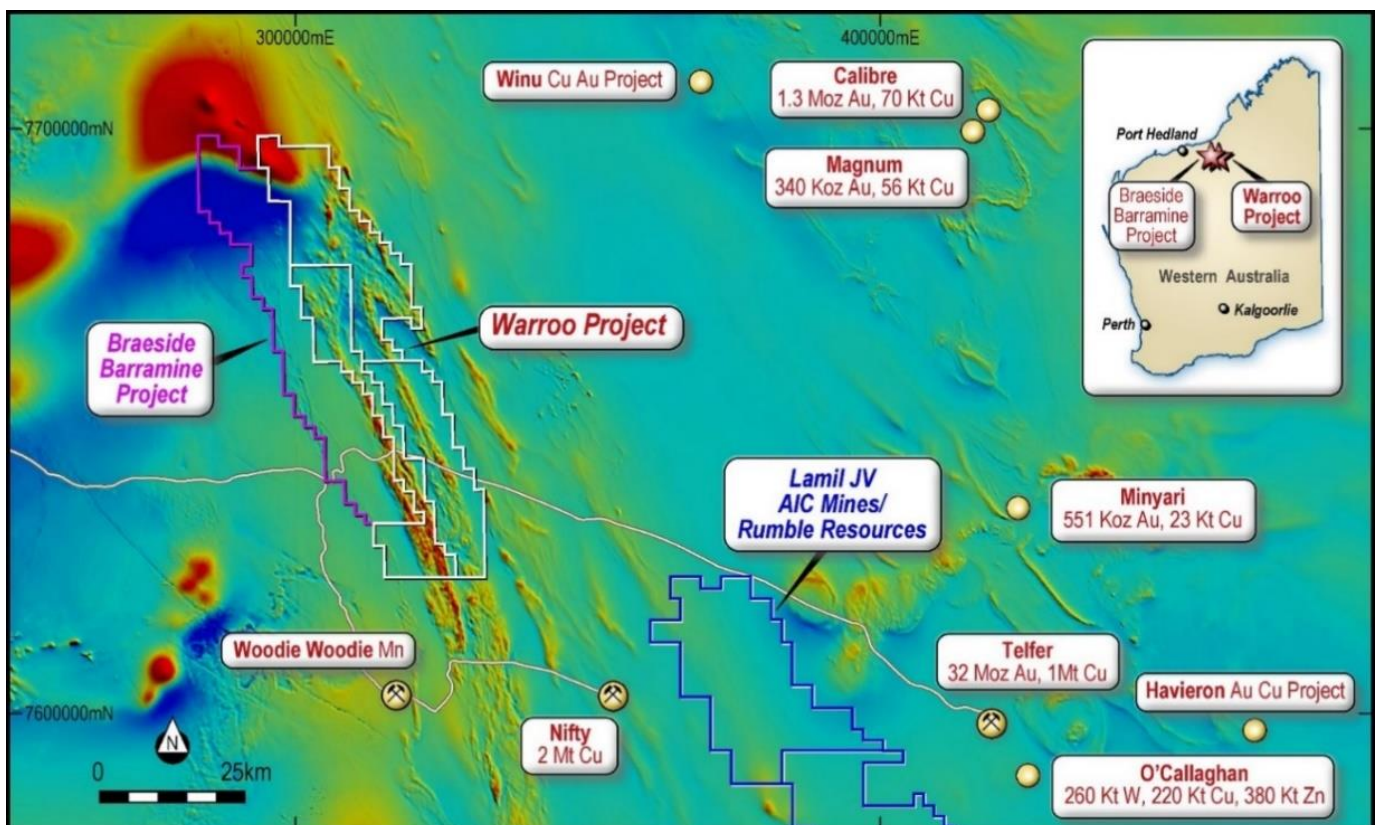 300000mE
400000mE
7700000mN
7600000mN
Winu Cu Au Project
Calibre
1.3 Moz Au, 70 Kt Cu
Magnum
340 Koz Au, 56 Kt Cu
Port Hedland
Braeside
Barramine
Project
Warroo
Project
Western Australia
Kalgoorlie
Perth
Braeside
Barramine
Project
Warroo Project
Lamil JV
AIC Mines/
Rumble Resources
Minyari
551 Koz Au, 23 Kt Cu
Woodie Woodie Mn
Telfer
32 Moz Au, 1Mt Cu
Havieron Au Cu Project
Nifty
2 Mt Cu
O'Callaghan
260 Kt W, 220 Kt Cu, 380 Kt Zn
N
0 25km